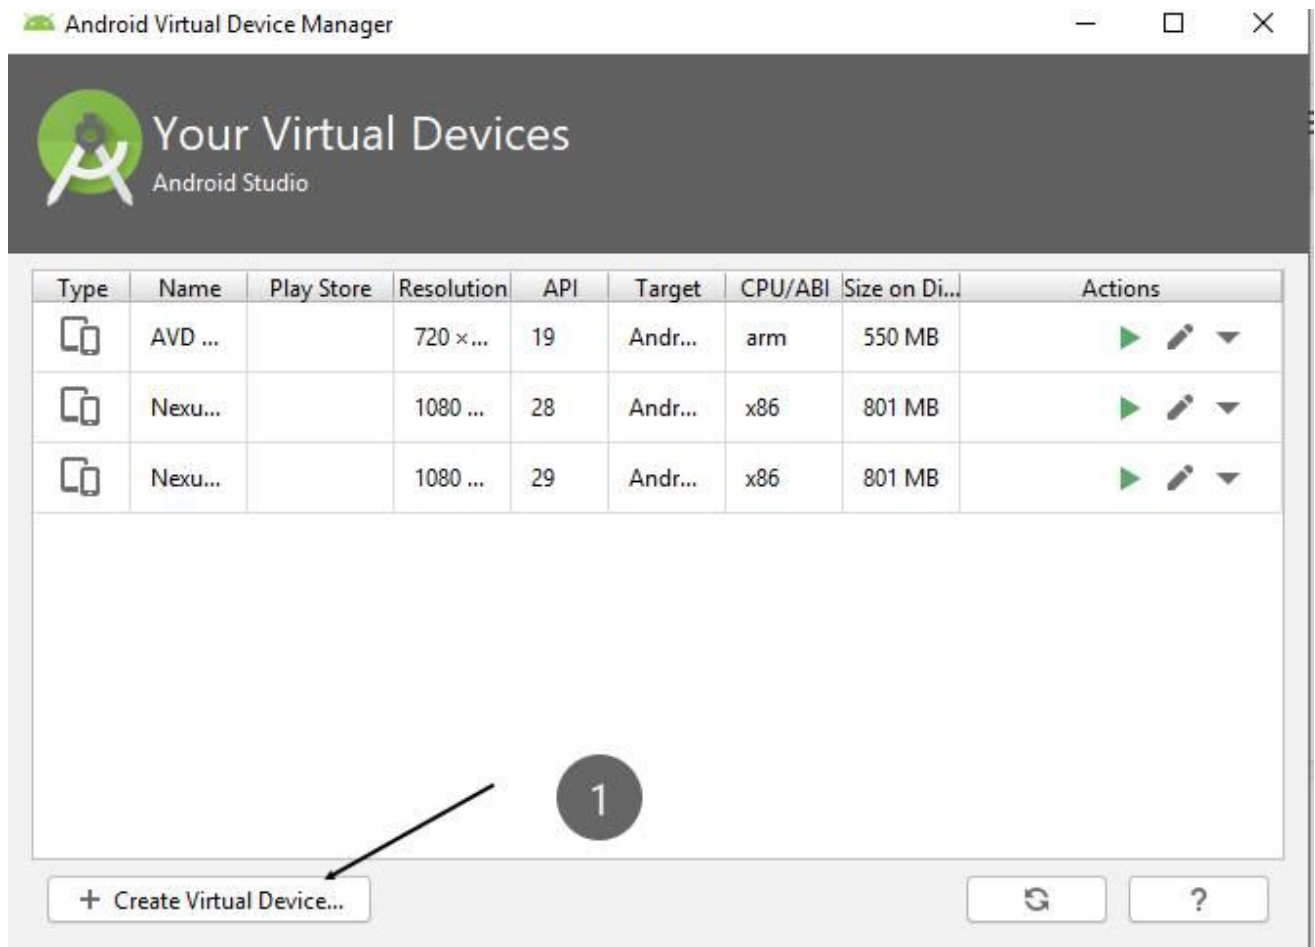 Android Virtual Device Manager
Your Virtual Devices
Android Studio
Type Name Play Store Resolution API Target CPU/ABI Size on Di... Actions
AVD ... 720 ×... 19 Andr... arm 550 MB
Nexu... 1080 ... 28 Andr... x86 801 MB
Nexu... 1080 ... 29 Andr... x86 801 MB
1
+ Create Virtual Device... ?